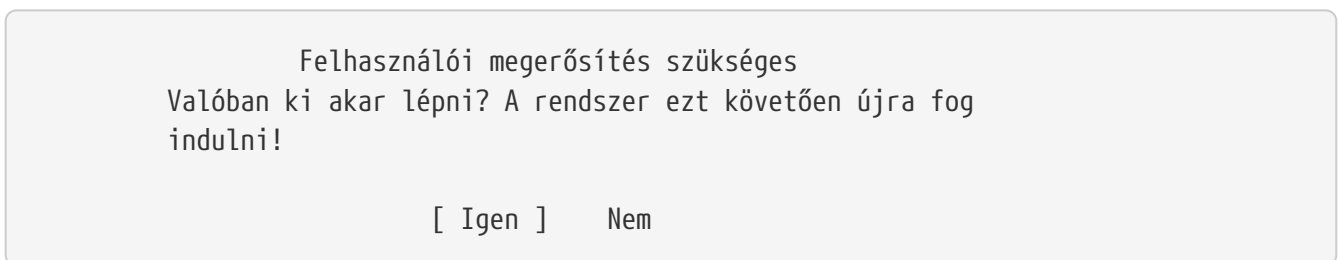 Felhasználói megerősítés szükséges
Valóban ki akar lépni? A rendszer ezt követően újra fog
indulni!
[ Igen ]    Nem